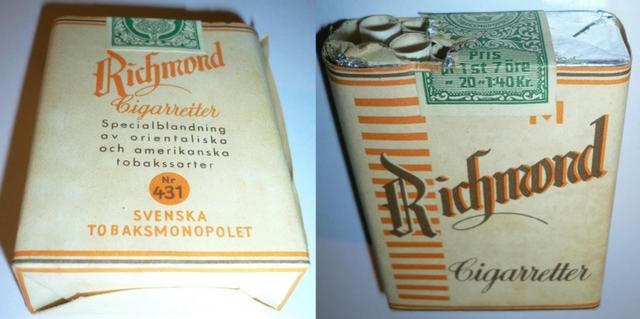 Richmond
Cigarretter
Specialblandning
av orientaliska
och amerikanska
tobakssorter
Nr
431
SVENSKA
TOBAKSMONOPOLET
Pris
pr 1 st 7 öre
" 20 " 1:40 Kr.
M
Richmond
Cigarretter